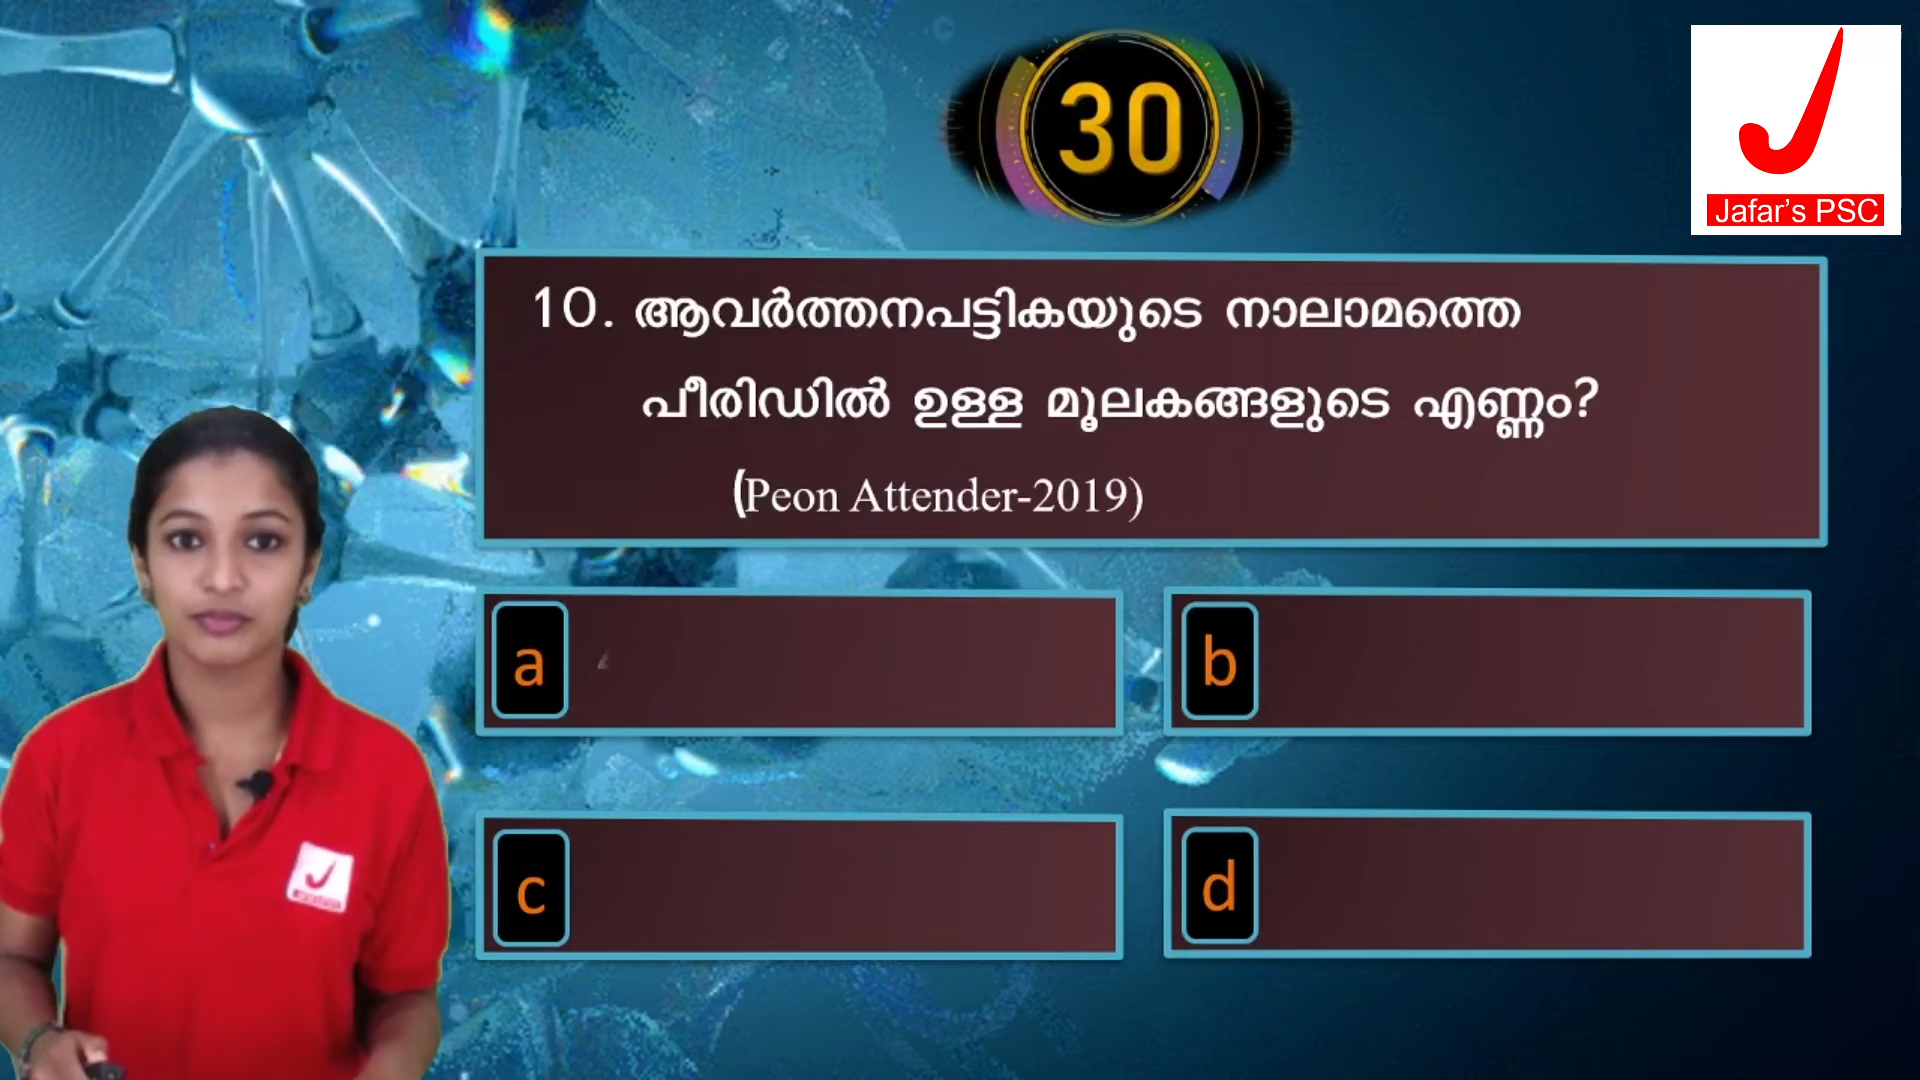 30
Jafar's PSC
10. ആവർത്തനപട്ടികയുടെ നാലാമത്തെ
പീരിഡിൽ ഉള്ള മൂലകങ്ങളുടെ എണ്ണം?
(Peon Attender-2019)
a
b
c
d